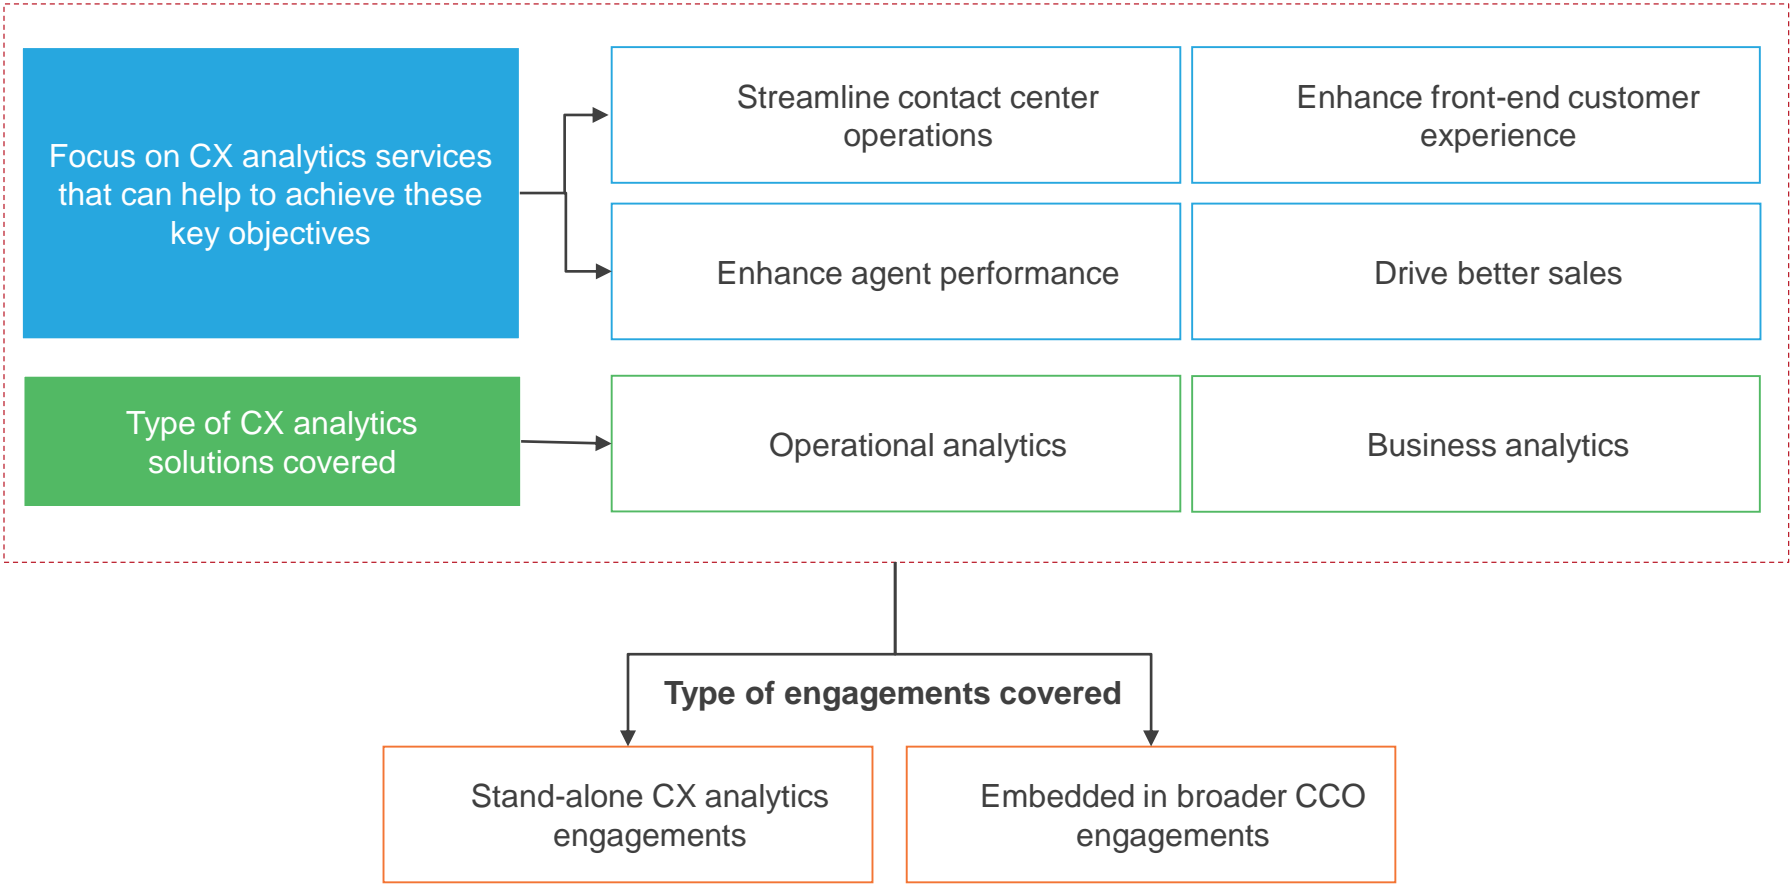 Focus on CX analytics services
that can help to achieve these
key objectives
Streamline contact center
operations
Enhance front-end customer
experience
Enhance agent performance
Drive better sales
Type of CX analytics
solutions covered
Operational analytics
Business analytics
Type of engagements covered
Stand-alone CX analytics
engagements
Embedded in broader CCO
engagements